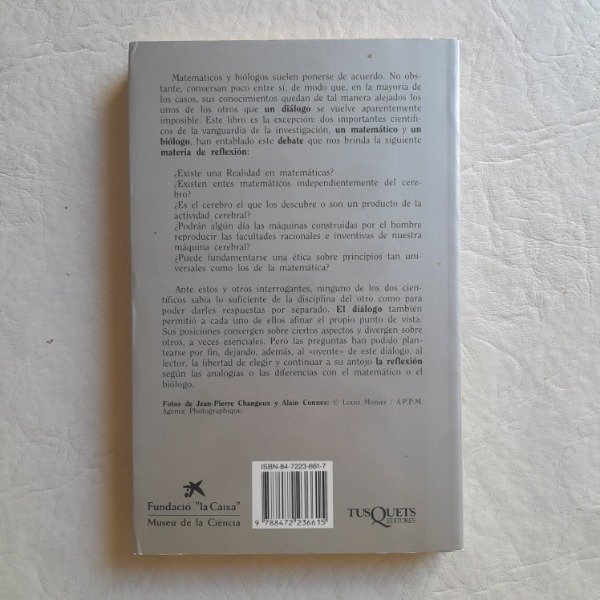 Matemáticos y biólogos suelen ponerse de acuerdo. No obs-
tante, conversan poco entre sí, de modo que, en la mayoría de
los casos, sus conocimientos quedan de tal manera alejados los
unos de los otros que un diálogo se vuelve aparentemente
imposible. Este libro es la excepción: dos importantes científi-
cos de la vanguardia de la investigación, un matemático y un
biólogo, han entablado este debate que nos brinda la siguiente
materia de reflexión:
¿Existe una Realidad en matemáticas?
¿Existen entes matemáticos independientemente del cere-
bro?
¿Es el cerebro el que los descubre o son un producto de la
actividad cerebral?
¿Podrán algún día las máquinas construidas por el hombre
reproducir las facultades racionales e inventivas de nuestra
máquina cerebral?
¿Puede fundamentarse una ética sobre principios tan uni-
versales como los de la matemática?
Ante estos y otros interrogantes, ninguno de los dos cien-
tíficos sabía lo suficiente de la disciplina del otro como para
poder darles respuestas por separado. El diálogo también
permitió a cada uno de ellos afinar el propio punto de vista.
Sus posiciones convergen sobre ciertos aspectos y divergen sobre
otros, a veces esenciales. Pero las preguntas han podido plan-
tearse por fin, dejando, además, al «oyente» de este diálogo, al
lector, la libertad de elegir y continuar a su antojo la reflexión
según las analogías o las diferencias con el matemático o el
biólogo.
Fotos de Jean-Pierre Changeux y Alain Connes: © Louis Monier / A.P.P.M.
Agence Photographique.
ISBN-84-7223-661-7
9 788472 236615
Fundació "la Caixa"
Museu de la Ciència
TUSQUETS
EDITORES